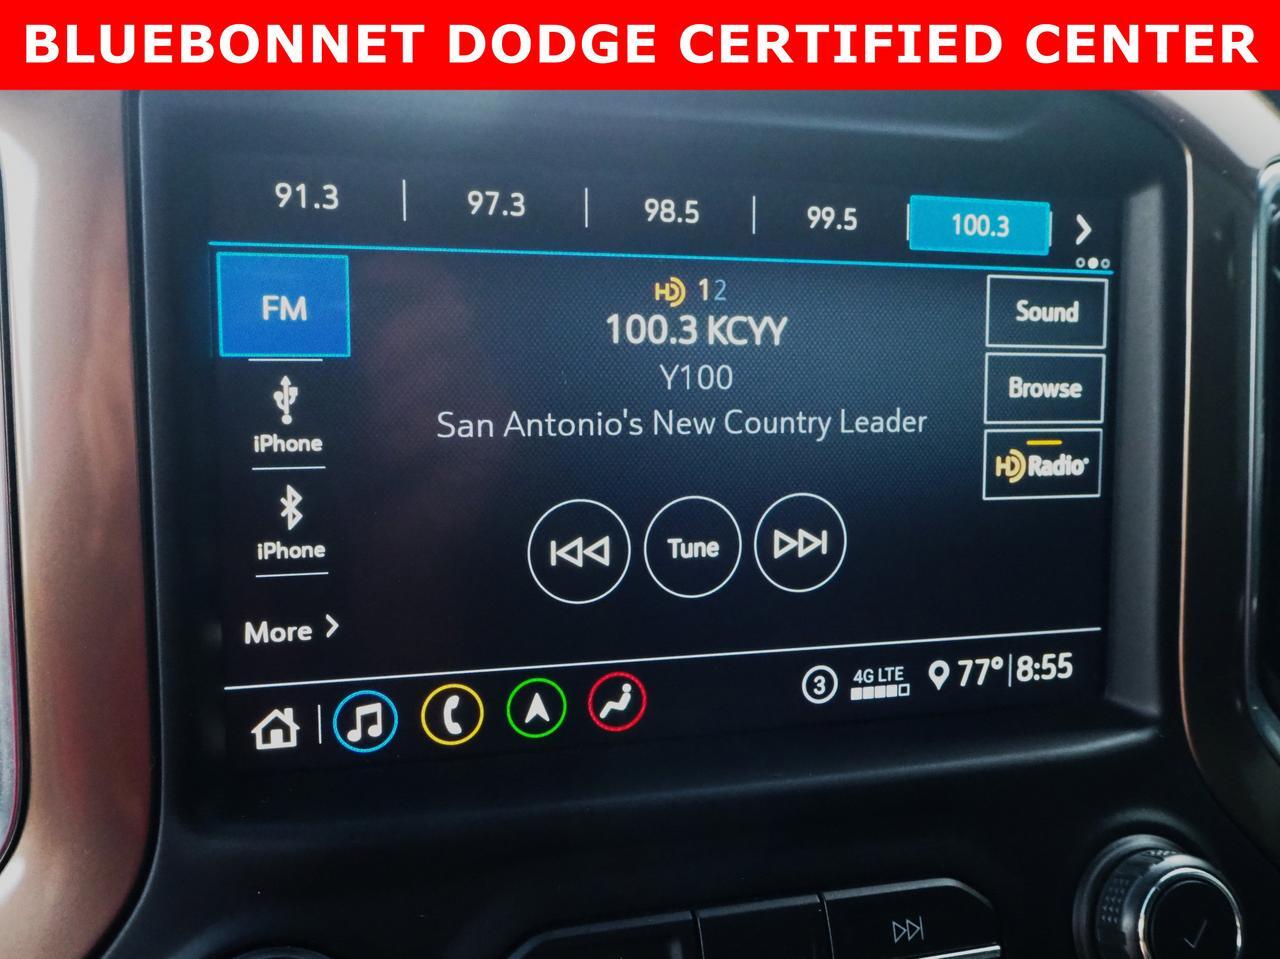 BLUEBONNET DODGE CERTIFIED CENTER
91.3 97.3 98.5 99.5 100.3
FM
HD 12
100.3 KCYY
Y100
San Antonio's New Country Leader
Sound
Browse
HD Radio
iPhone
iPhone
Tune
More
3 4G LTE 77° 8:55